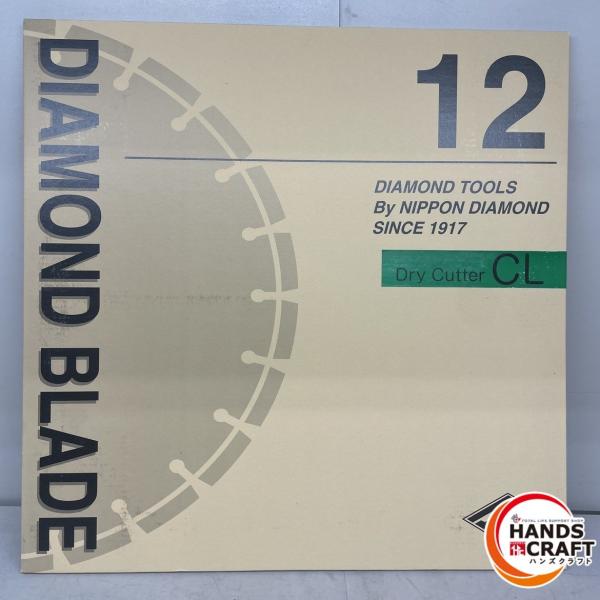 DIAMOND BLADE
12
DIAMOND TOOLS
By NIPPON DIAMOND
SINCE 1917
Dry Cutter CL
TOTAL LIFE SUPPORT SHOP
HANDS
CRAFT
ハンズクラフト